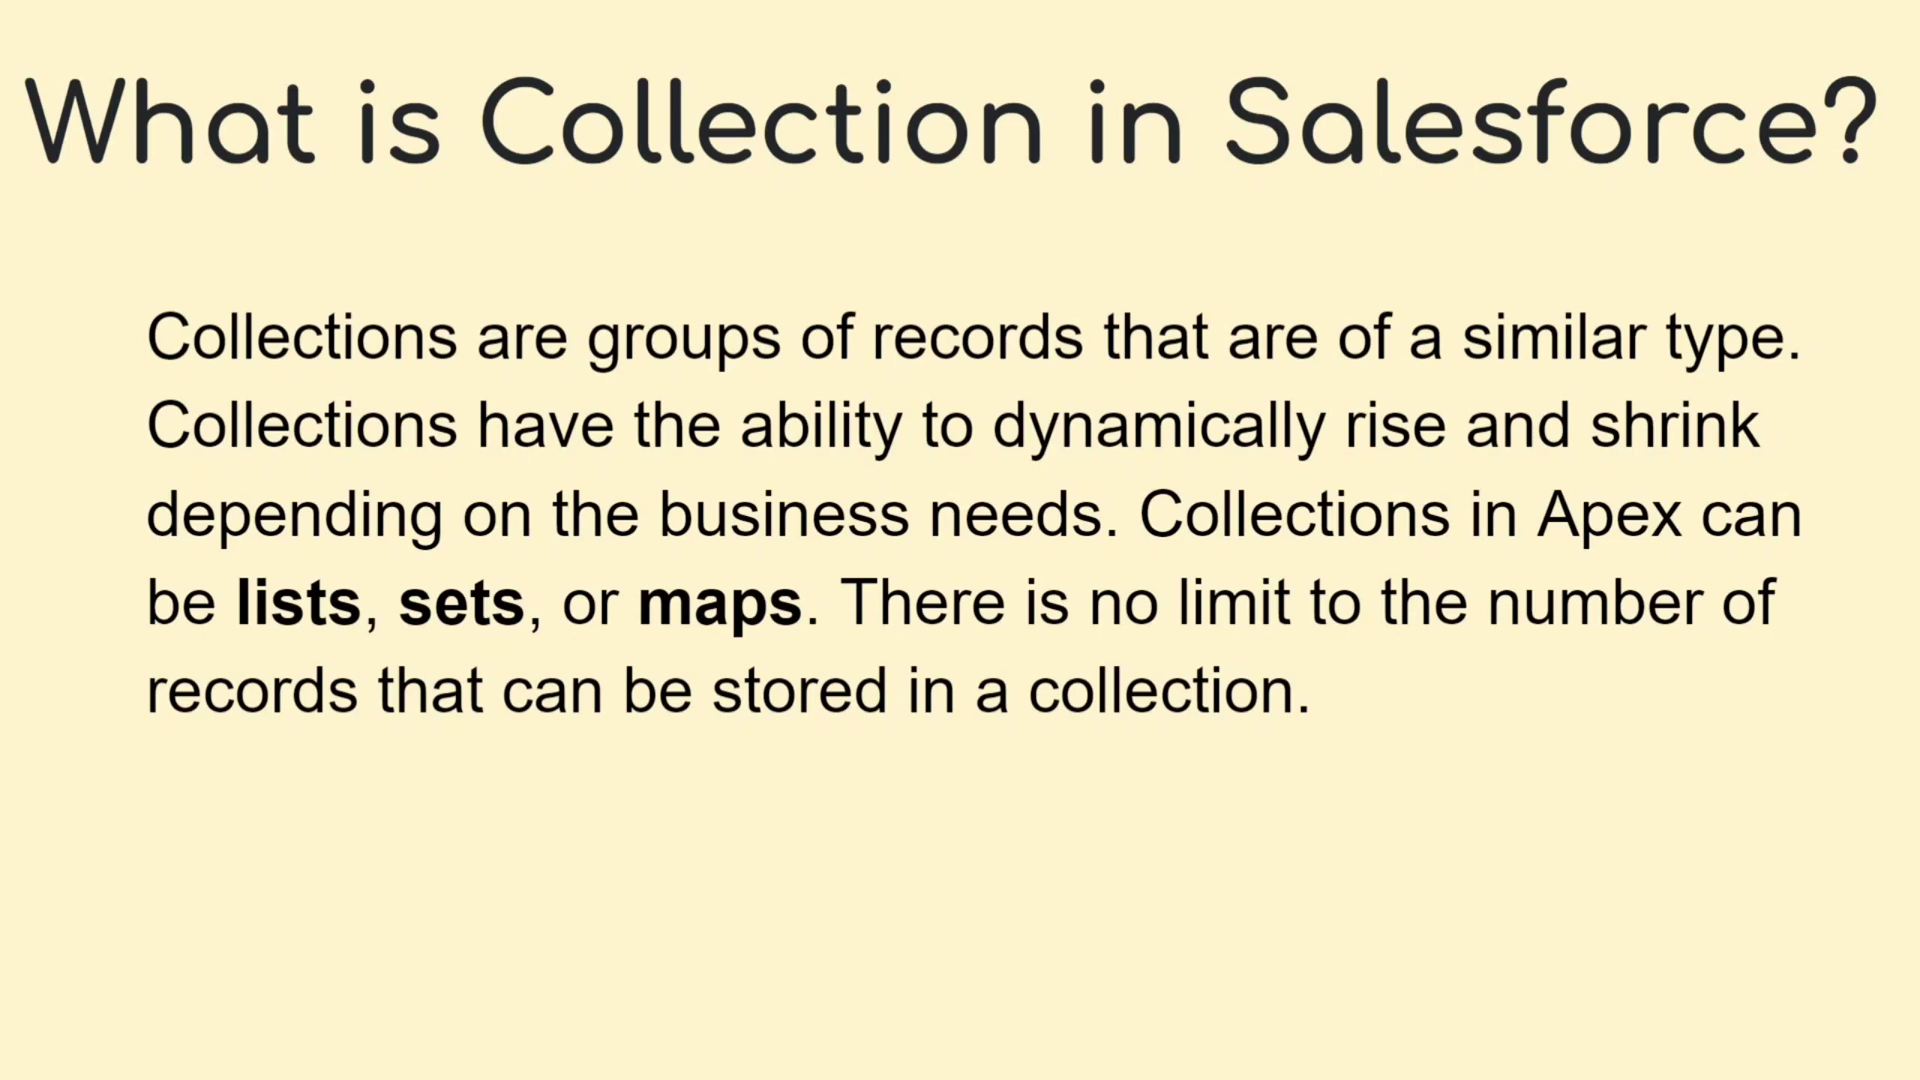 What is Collection in Salesforce?
Collections are groups of records that are of a similar type.
Collections have the ability to dynamically rise and shrink
depending on the business needs. Collections in Apex can
be lists, sets, or maps. There is no limit to the number of
records that can be stored in a collection.